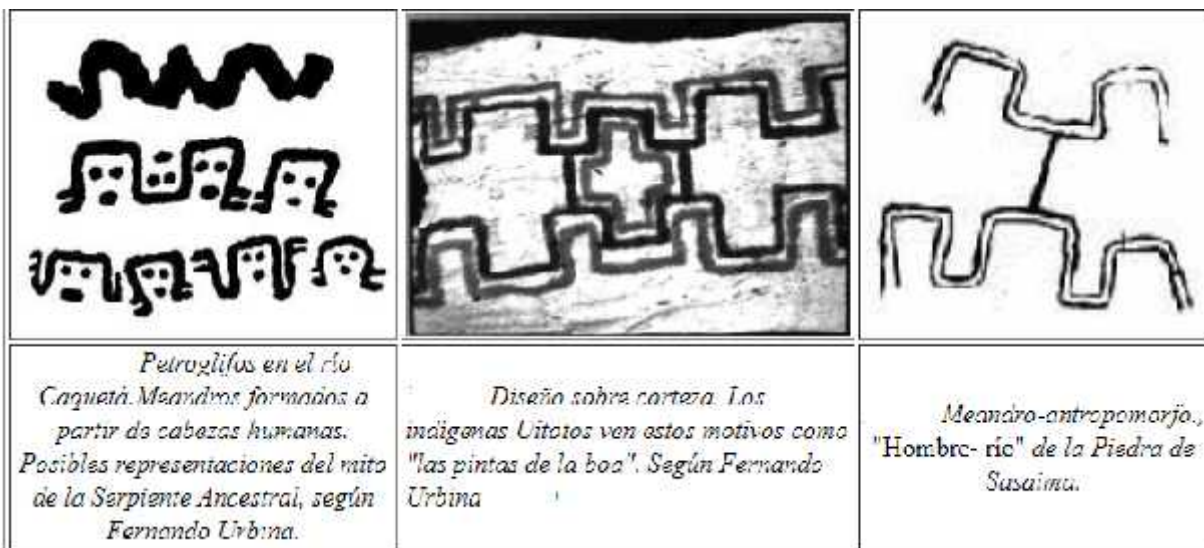 Petroglifos en el río
Caquetá. Meandros formados a
partir de cabezas humanas.
Posibles representaciones del mito
de la Serpiente Ancestral, según
Fernando Urbina.
Diseño sobre corteza. Los
indígenas Uitotos ven estos motivos como
"las pintas de la boa". Según Fernando
Urbina
Meandro-antropomorfo.,
"Hombre- río" de la Piedra de
Sasaima.